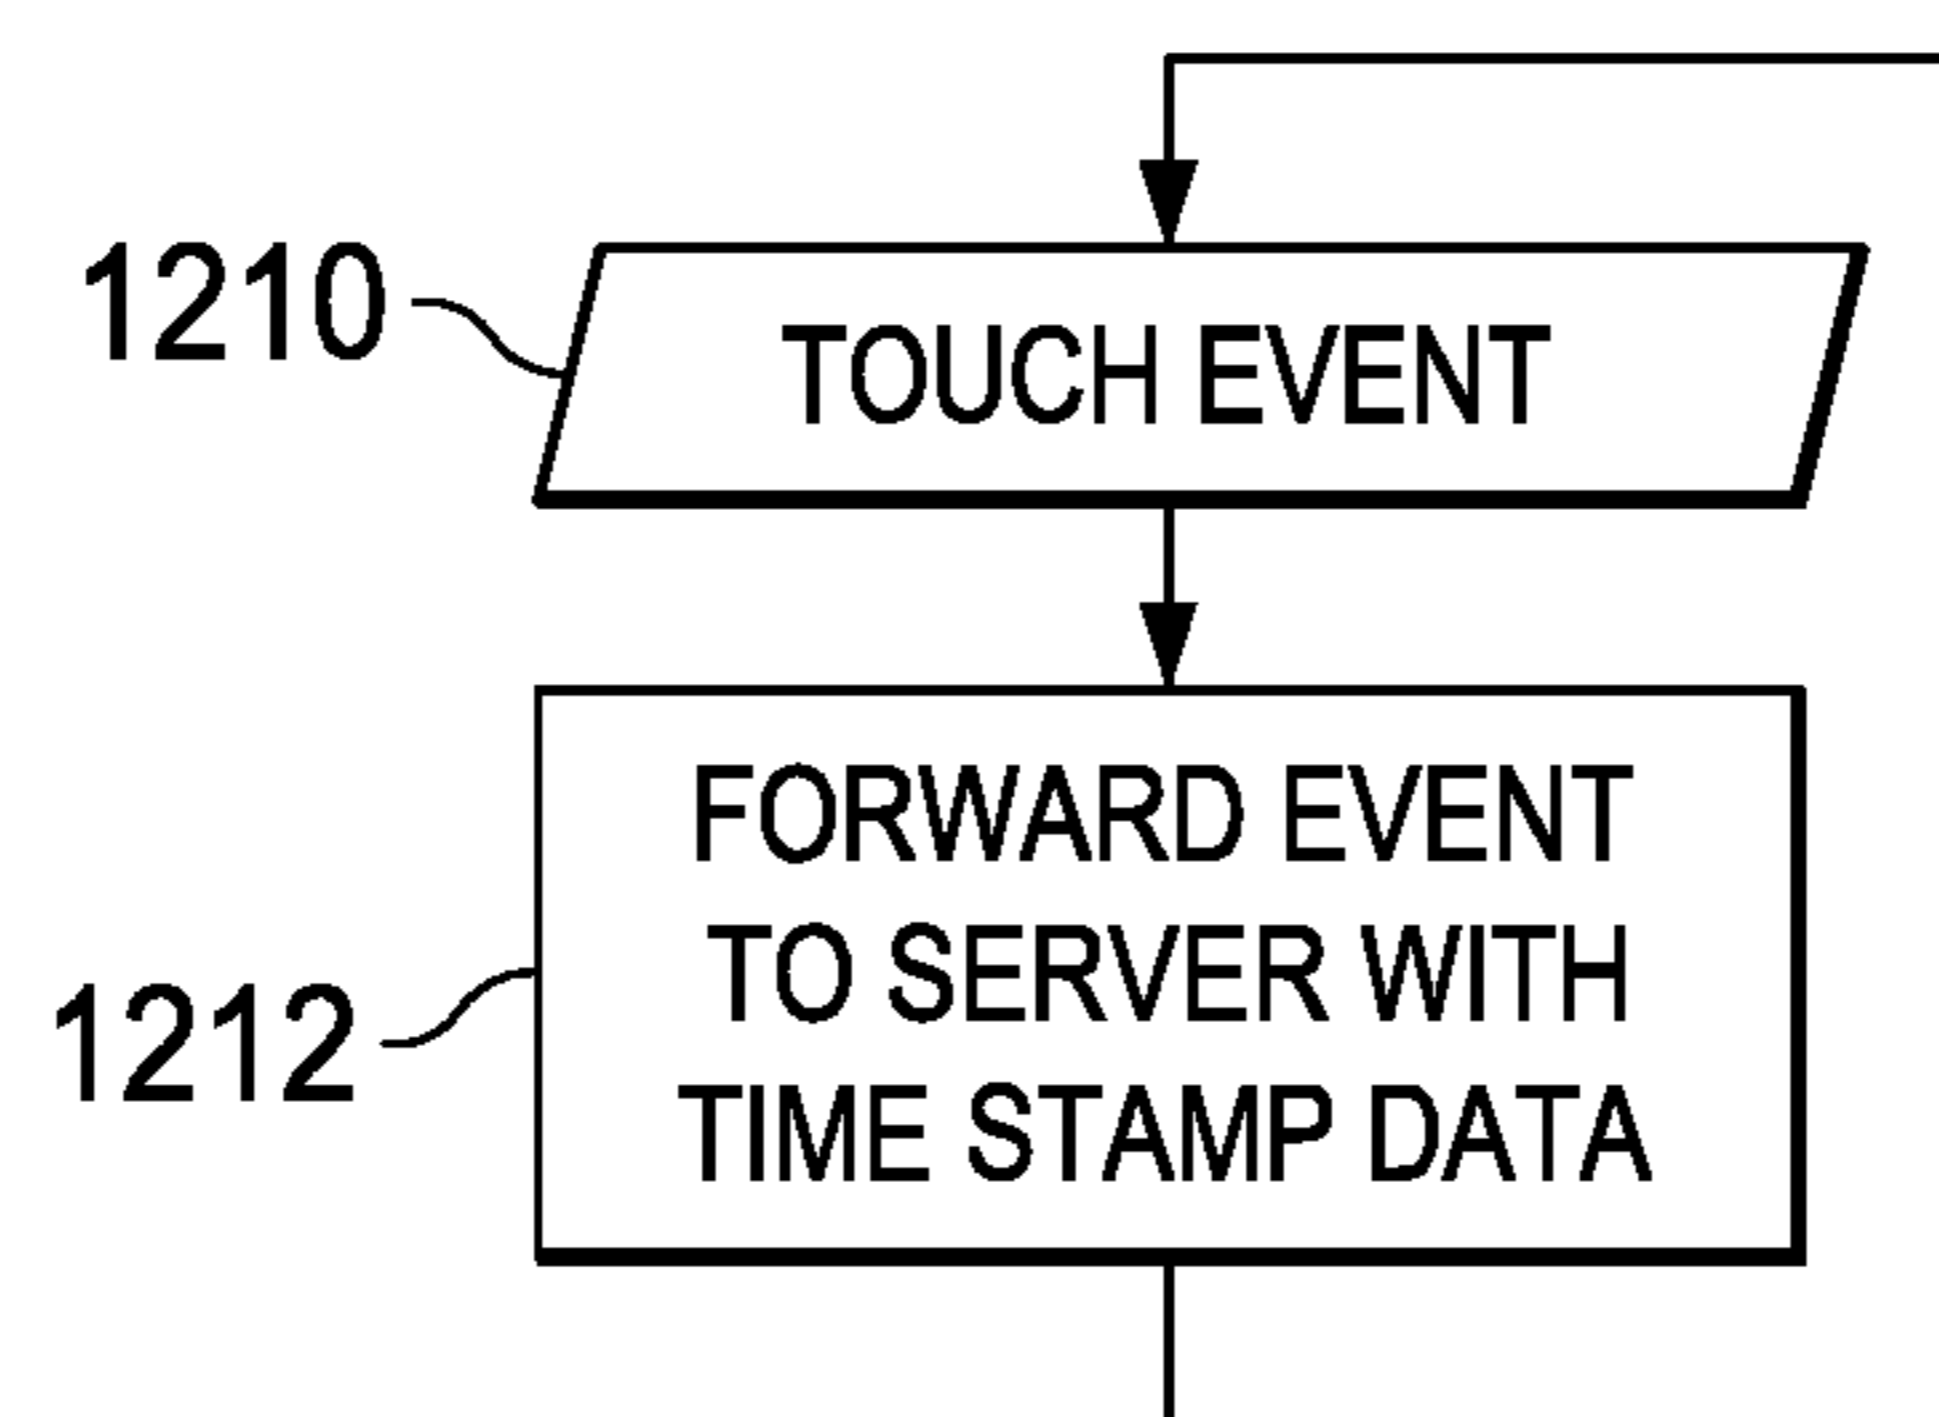 1210
TOUCH EVENT
1212
FORWARD EVENT
TO SERVER WITH
TIME STAMP DATA